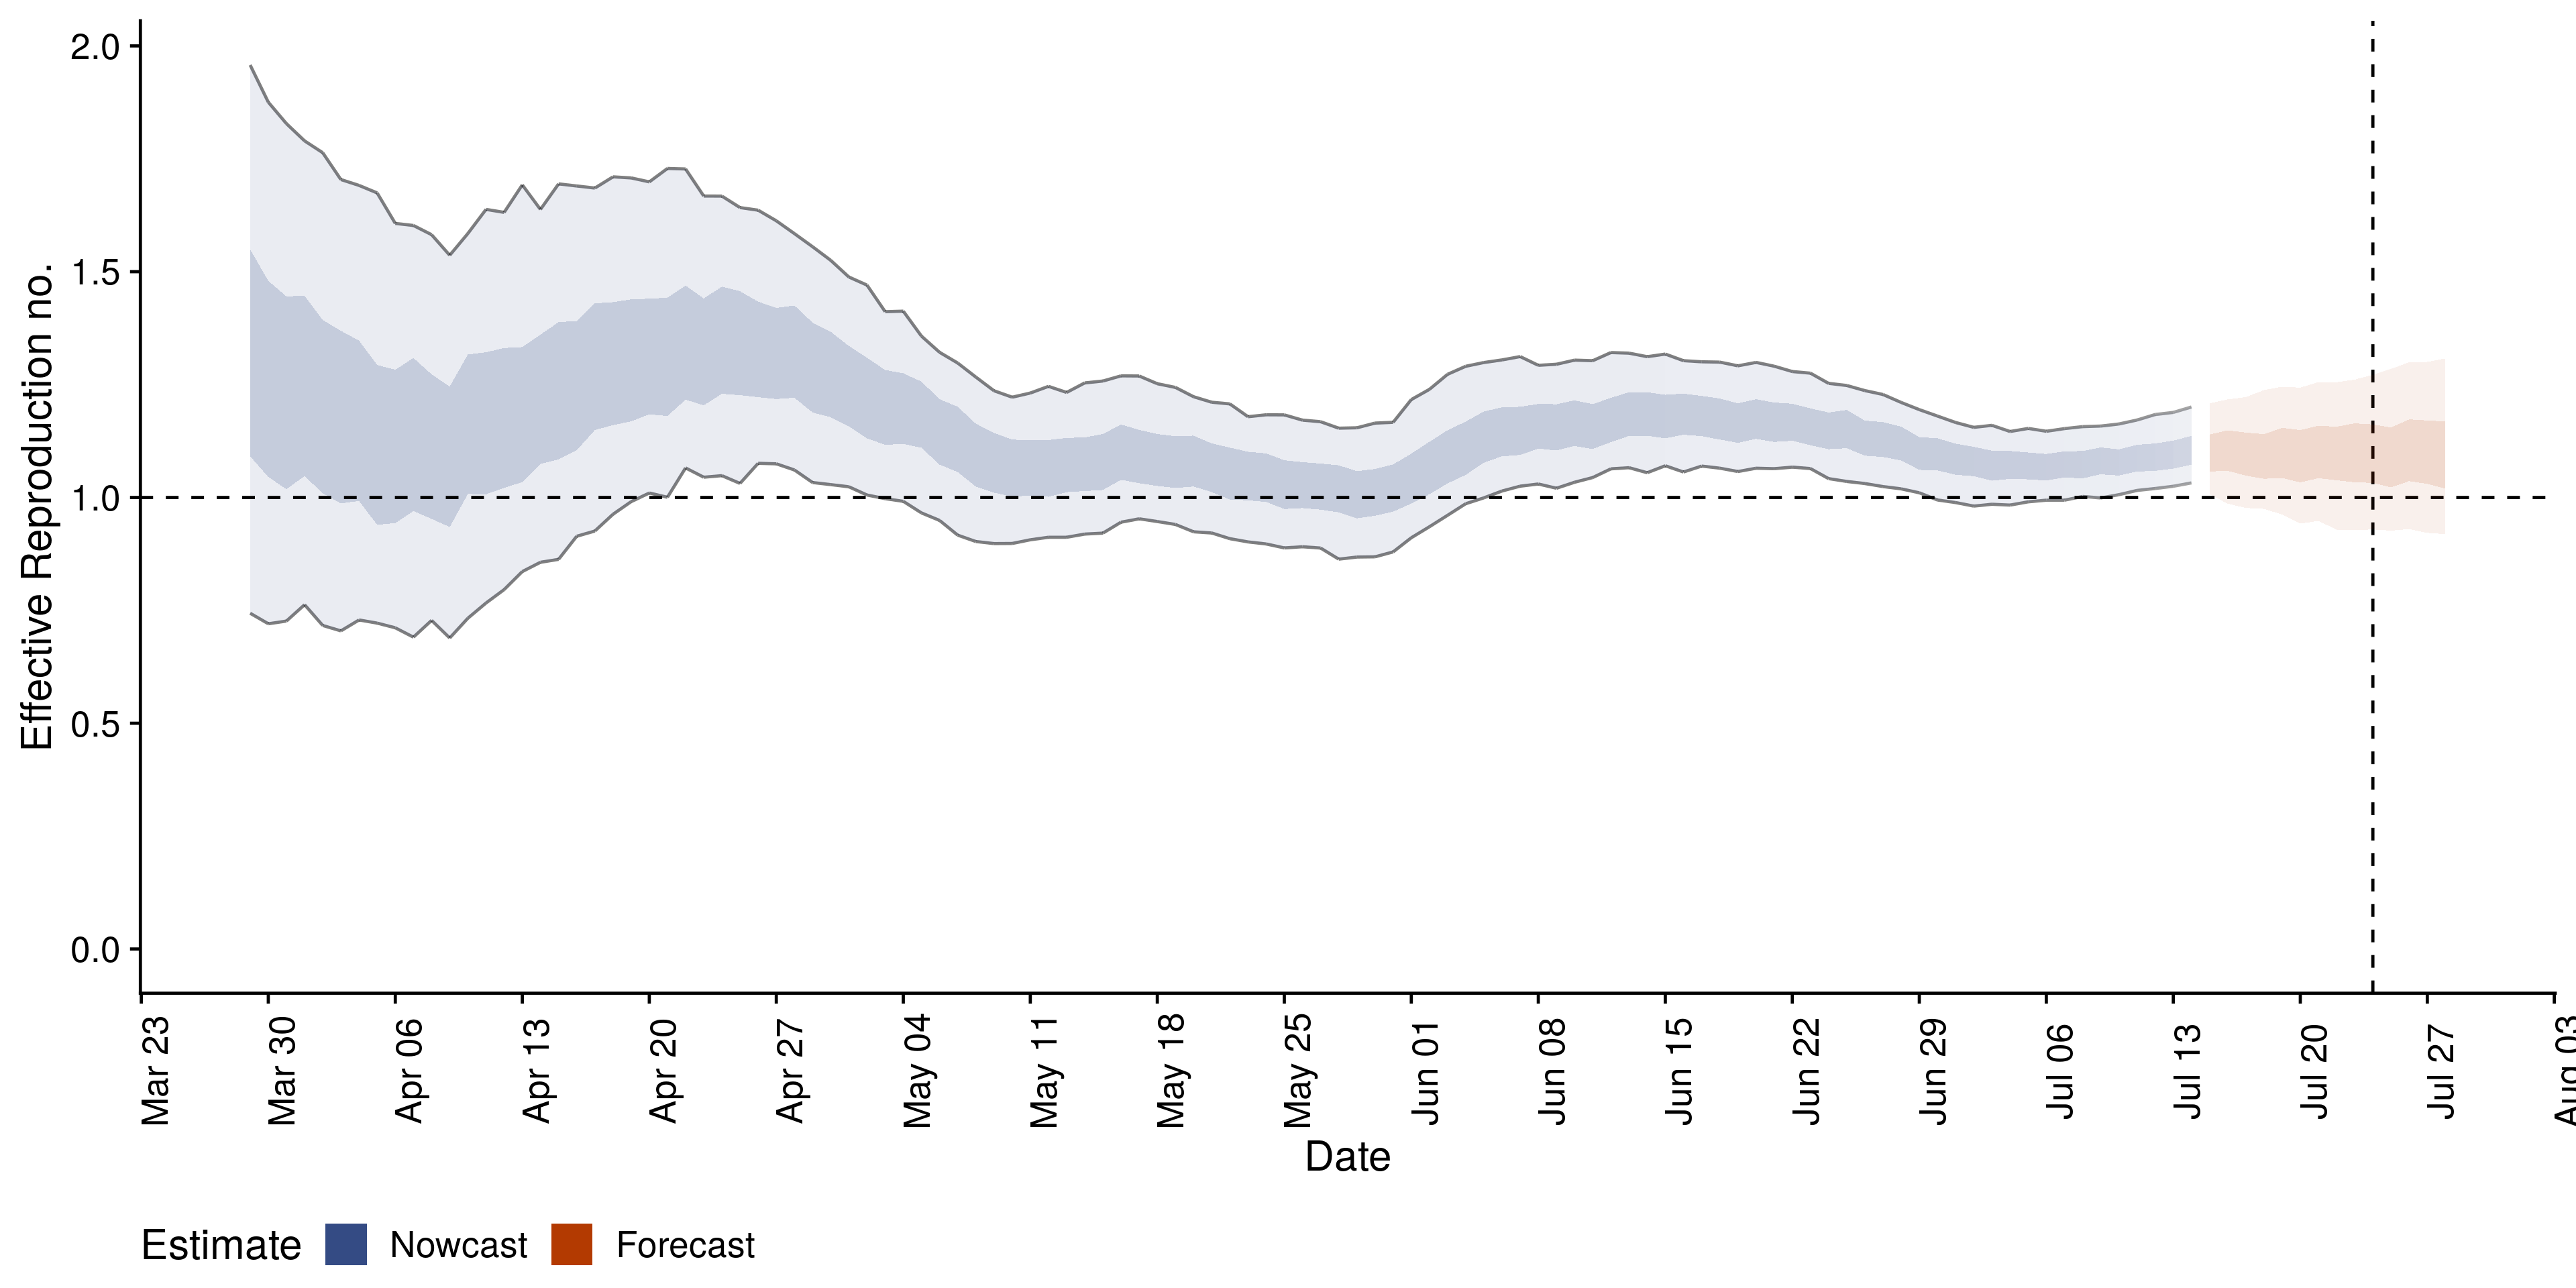 Effective Reproduction no.
2.0
1.5
1.0
0.5
0.0
Mar 23
Mar 30
Apr 06
Apr 13
Apr 20
Apr 27
May 04
May 11
May 18
May 25
Jun 01
Jun 08
Jun 15
Jun 22
Jun 29
Jul 06
Jul 13
Jul 20
Jul 27
Aug 03
Date
Estimate Nowcast Forecast